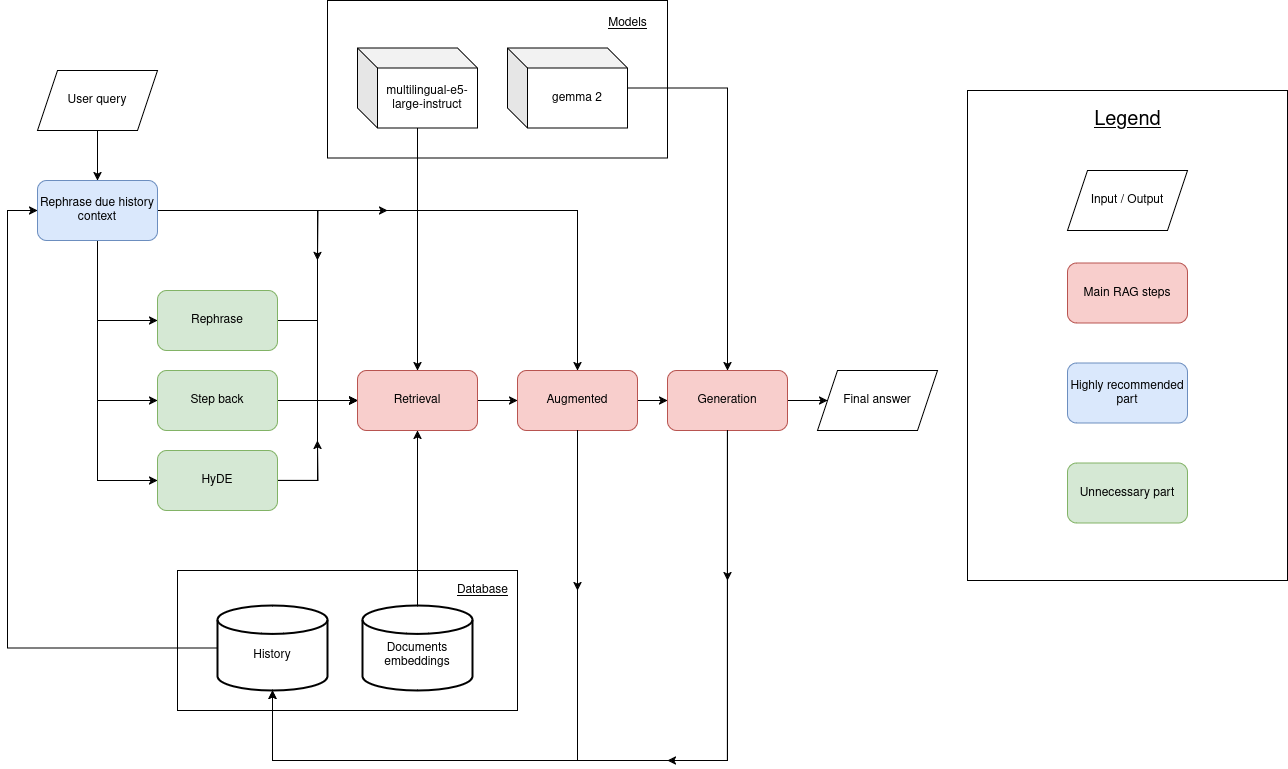 Models
multilingual-e5-
large-instruct
gemma 2
User query
Rephrase due history
context
Rephrase
Step back
HyDE
Retrieval
Augmented
Generation
Final answer
Database
History
Documents
embeddings
Legend
Input / Output
Main RAG steps
Highly recommended
part
Unnecessary part